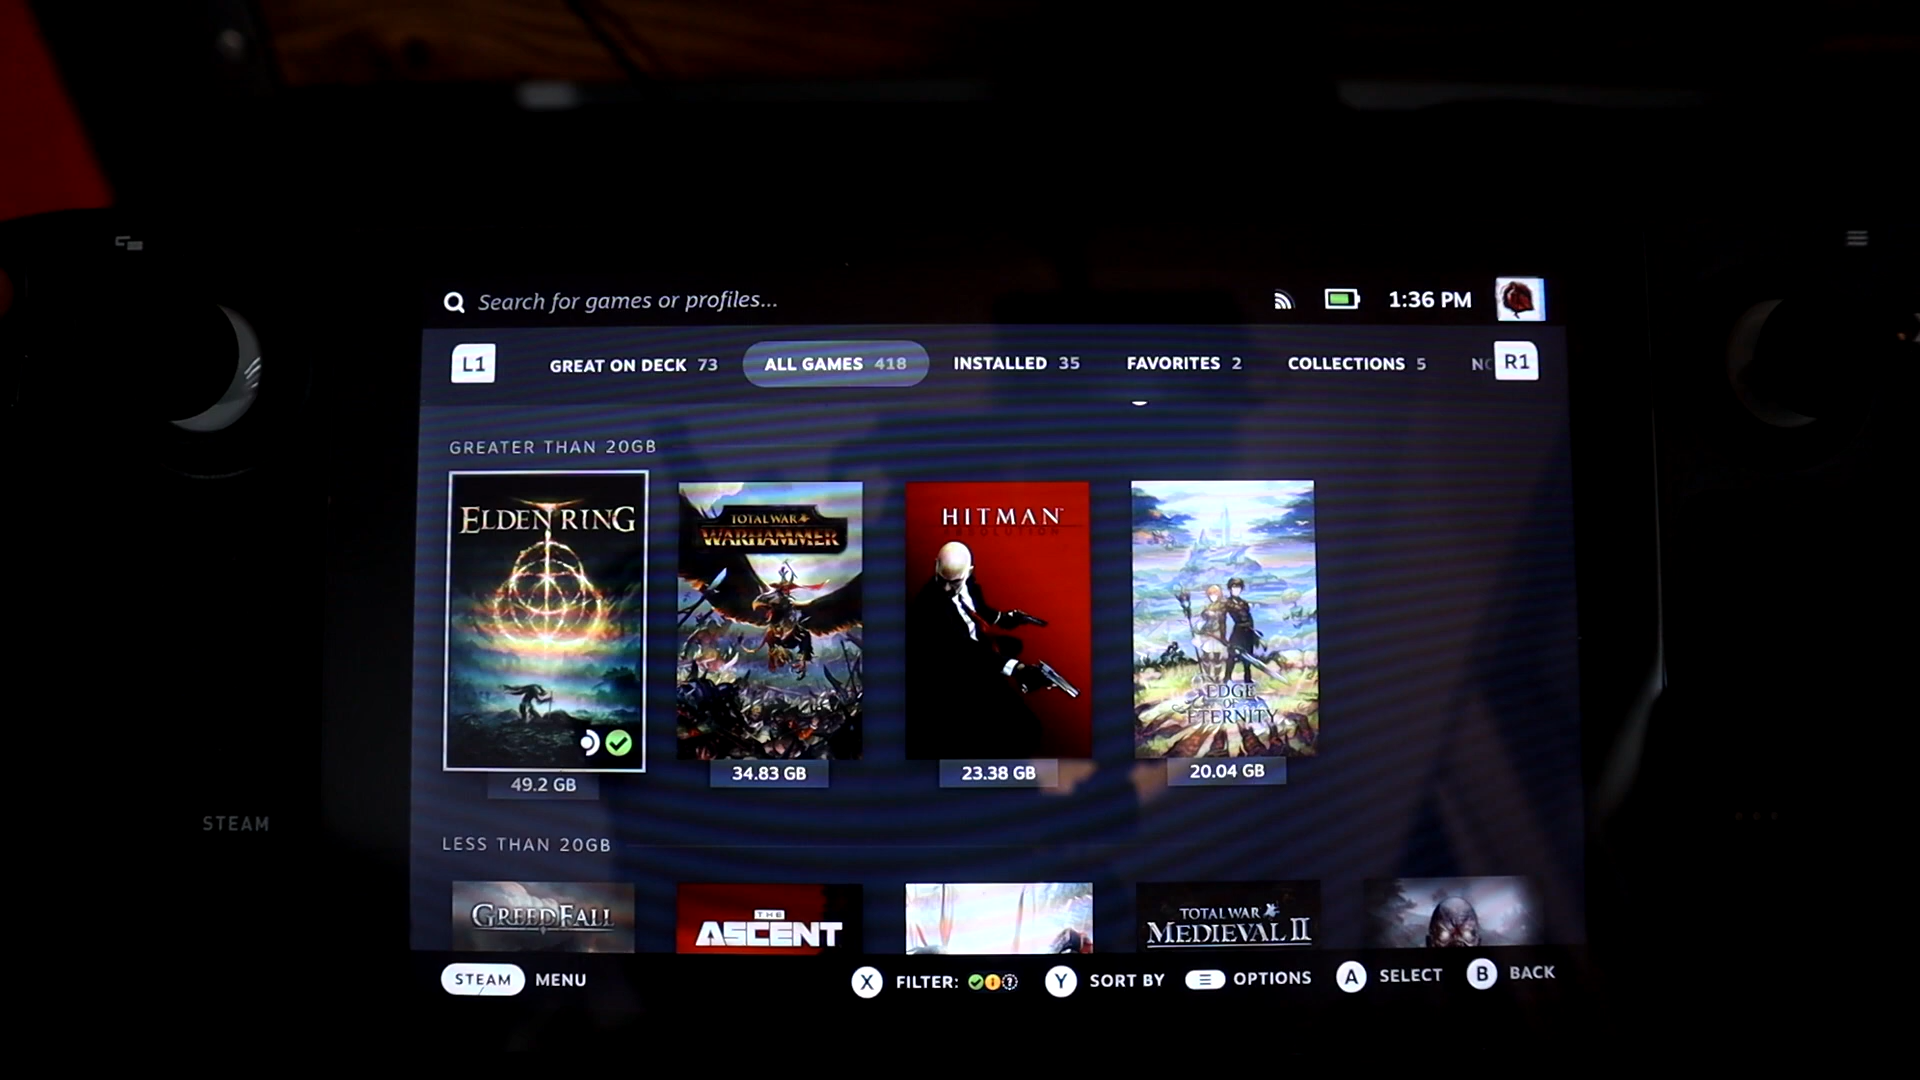 Search for games or profiles...
1:36 PM
L1
GREAT ON DECK 73
ALL GAMES 418
INSTALLED 35
FAVORITES 2
COLLECTIONS 5
R1
GREATER THAN 20GB
ELDEN RING
TOTAL WAR
WARHAMMER
HITMAN
ABSOLUTION
EDGE
OF
ETERNITY
49.2 GB
34.83 GB
23.38 GB
20.04 GB
STEAM
LESS THAN 20GB
GREEDFALL
THE
ASCENT
TOTAL WAR
MEDIEVAL II
STEAM MENU
X FILTER:
Y SORT BY
OPTIONS
A SELECT
B BACK